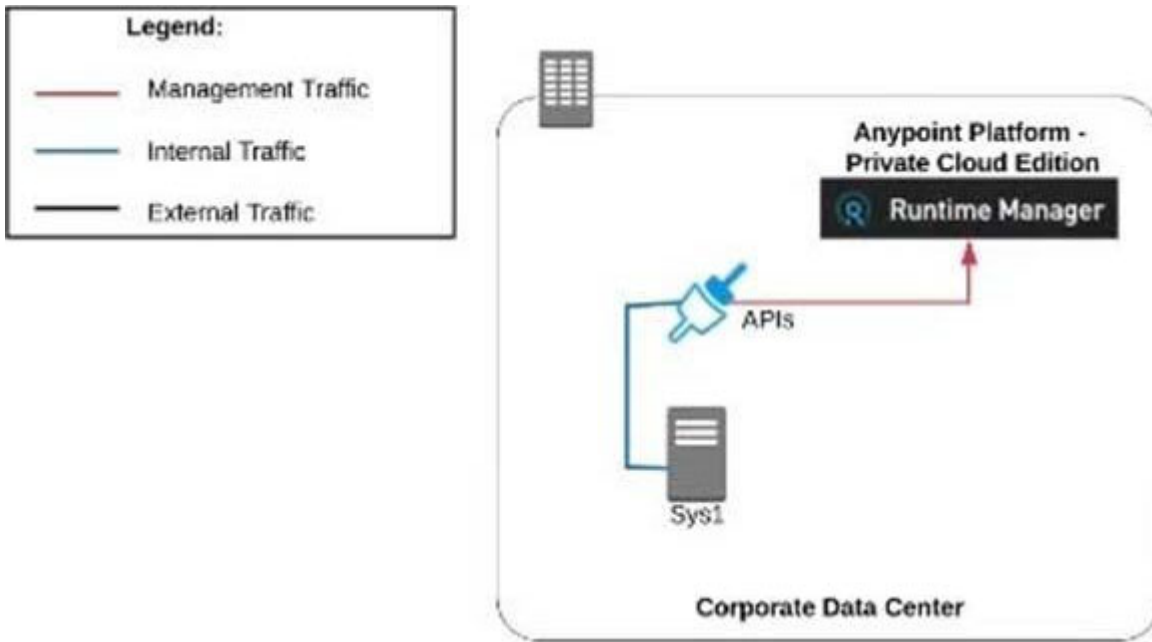 Legend:
Management Traffic
Internal Traffic
External Traffic
Anypoint Platform -
Private Cloud Edition
Runtime Manager
APIs
Sys1
Corporate Data Center